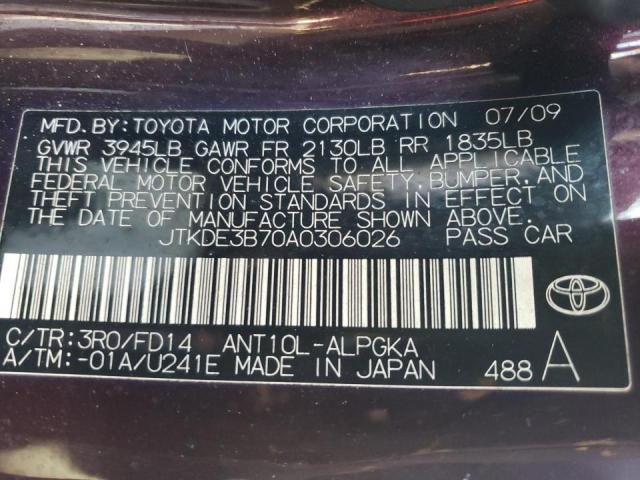 MFD.BY:TOYOTA MOTOR CORPORATION 07/09
GVWR 3945LB GAWR FR 2130LB RR 1835LB
THIS VEHICLE CONFORMS TO ALL APPLICABLE
FEDERAL MOTOR VEHICLE SAFETY, BUMPER, AND
THEFT PREVENTION STANDARDS IN EFFECT ON
THE DATE OF MANUFACTURE SHOWN ABOVE.
JTKDE3B70A0306026 PASS CAR
C/TR:3R0/FD14 ANT10L-ALPGKA
A/TM:-01A/U241E MADE IN JAPAN 488 A